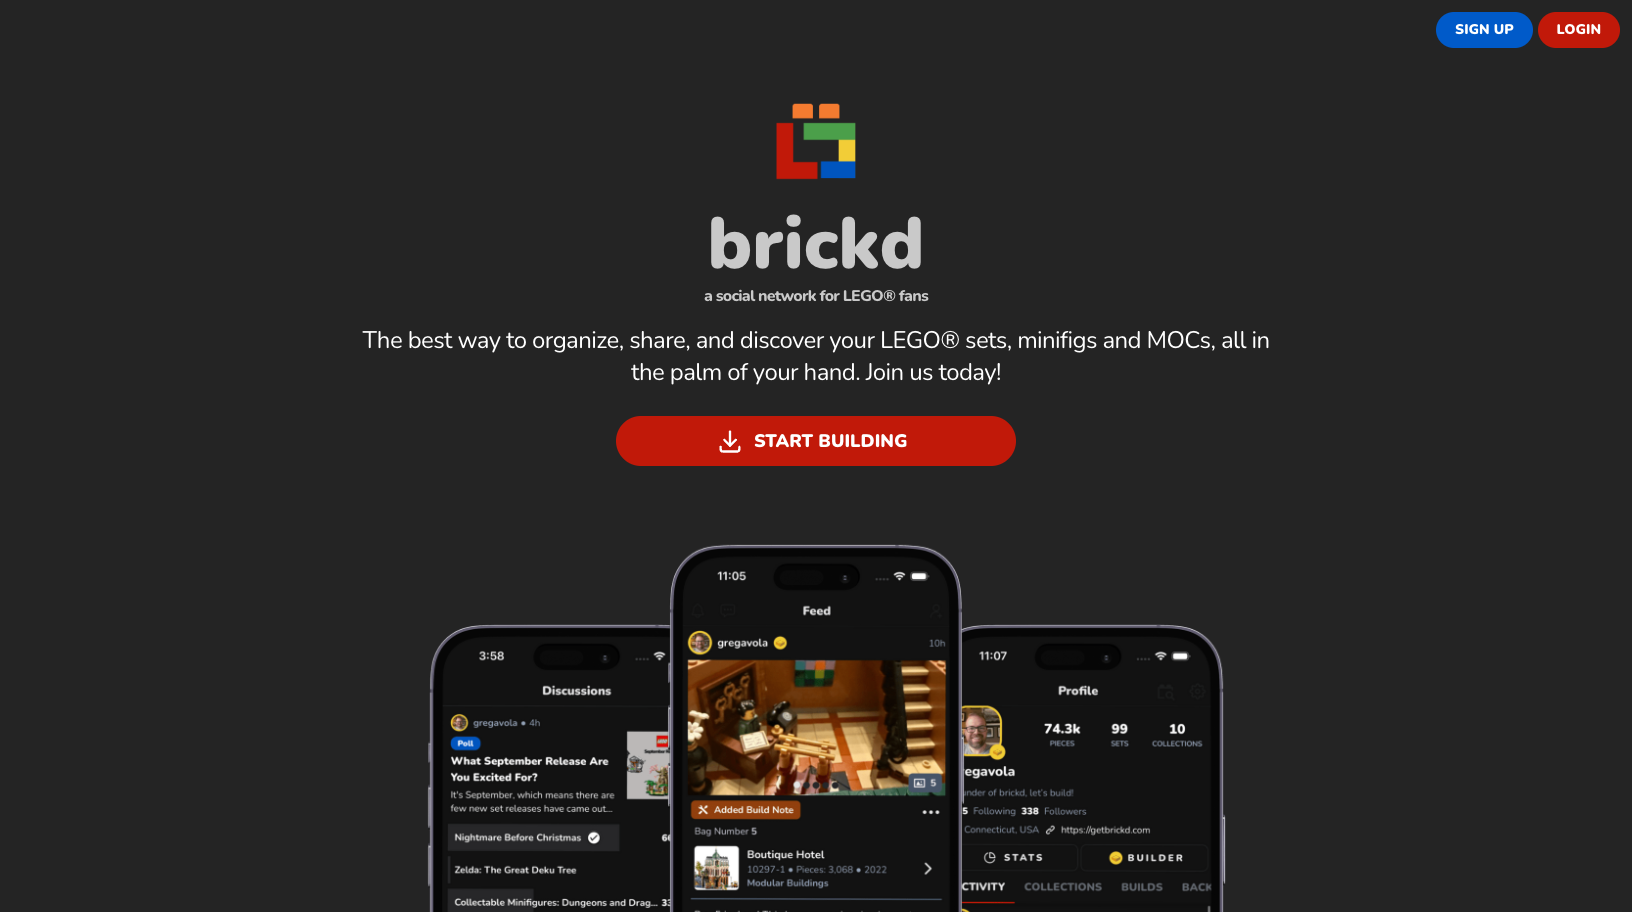 SIGN UP
LOGIN
brickd
a social network for LEGO® fans
The best way to organize, share, and discover your LEGO® sets, minifigs and MOCs, all in
the palm of your hand. Join us today!
START BUILDING
3:58
Discussions
gregavola • 4h
Poll
What September Release Are
You Excited For?
It's September, which means there are
few new set releases have came out...
Nightmare Before Christmas
Zelda: The Great Deku Tree
Collectable Minifigures: Dungeons and Drag...
11:05
Feed
gregavola
10h
5
Added Build Note
Bag Number 5
Boutique Hotel
10297-1 • Pieces: 3,068 • 2022
Modular Buildings
11:07
Profile
74.3k
99
10
PIECES
SETS
COLLECTIONS
egavola
nder of brickd, let's build!
5 Following 338 Followers
Connecticut, USA https://getbrickd.com
STATS
BUILDER
CTIVITY
COLLECTIONS
BUILDS
BACK